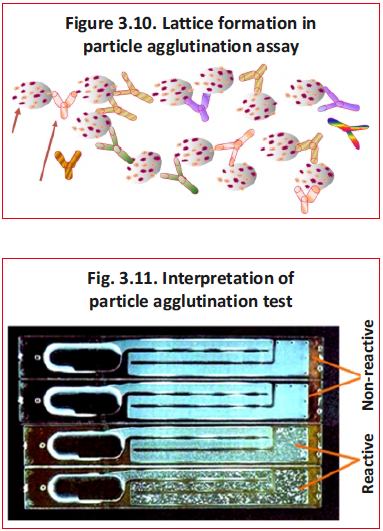 Figure 3.10. Lattice formation in
particle agglutination assay
Fig. 3.11. Interpretation of
particle agglutination test
Non-reactive
Reactive